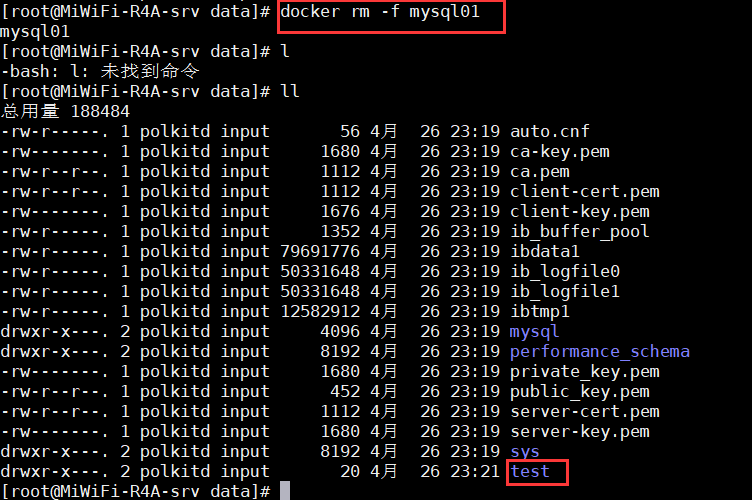 [root@MiWiFi-R4A-srv data]# docker rm -f mysql01
mysql01
[root@MiWiFi-R4A-srv data]# l
-bash: l: 未找到命令
[root@MiWiFi-R4A-srv data]# ll
总用量 188484
-rw-r-----. 1 polkitd input       56 4月  26 23:19 auto.cnf
-rw-------. 1 polkitd input     1680 4月  26 23:19 ca-key.pem
-rw-r--r--. 1 polkitd input     1112 4月  26 23:19 ca.pem
-rw-r--r--. 1 polkitd input     1112 4月  26 23:19 client-cert.pem
-rw-------. 1 polkitd input     1676 4月  26 23:19 client-key.pem
-rw-r-----. 1 polkitd input     1352 4月  26 23:19 ib_buffer_pool
-rw-r-----. 1 polkitd input 79691776 4月  26 23:19 ibdata1
-rw-r-----. 1 polkitd input 50331648 4月  26 23:19 ib_logfile0
-rw-r-----. 1 polkitd input 50331648 4月  26 23:19 ib_logfile1
-rw-r-----. 1 polkitd input 12582912 4月  26 23:19 ibtmp1
drwxr-x---. 2 polkitd input     4096 4月  26 23:19 mysql
drwxr-x---. 2 polkitd input     8192 4月  26 23:19 performance_schema
-rw-------. 1 polkitd input     1680 4月  26 23:19 private_key.pem
-rw-r--r--. 1 polkitd input      452 4月  26 23:19 public_key.pem
-rw-r--r--. 1 polkitd input     1112 4月  26 23:19 server-cert.pem
-rw-------. 1 polkitd input     1680 4月  26 23:19 server-key.pem
drwxr-x---. 2 polkitd input     8192 4月  26 23:19 sys
drwxr-x---. 2 polkitd input       20 4月  26 23:21 test
[root@MiWiFi-R4A-srv data]#